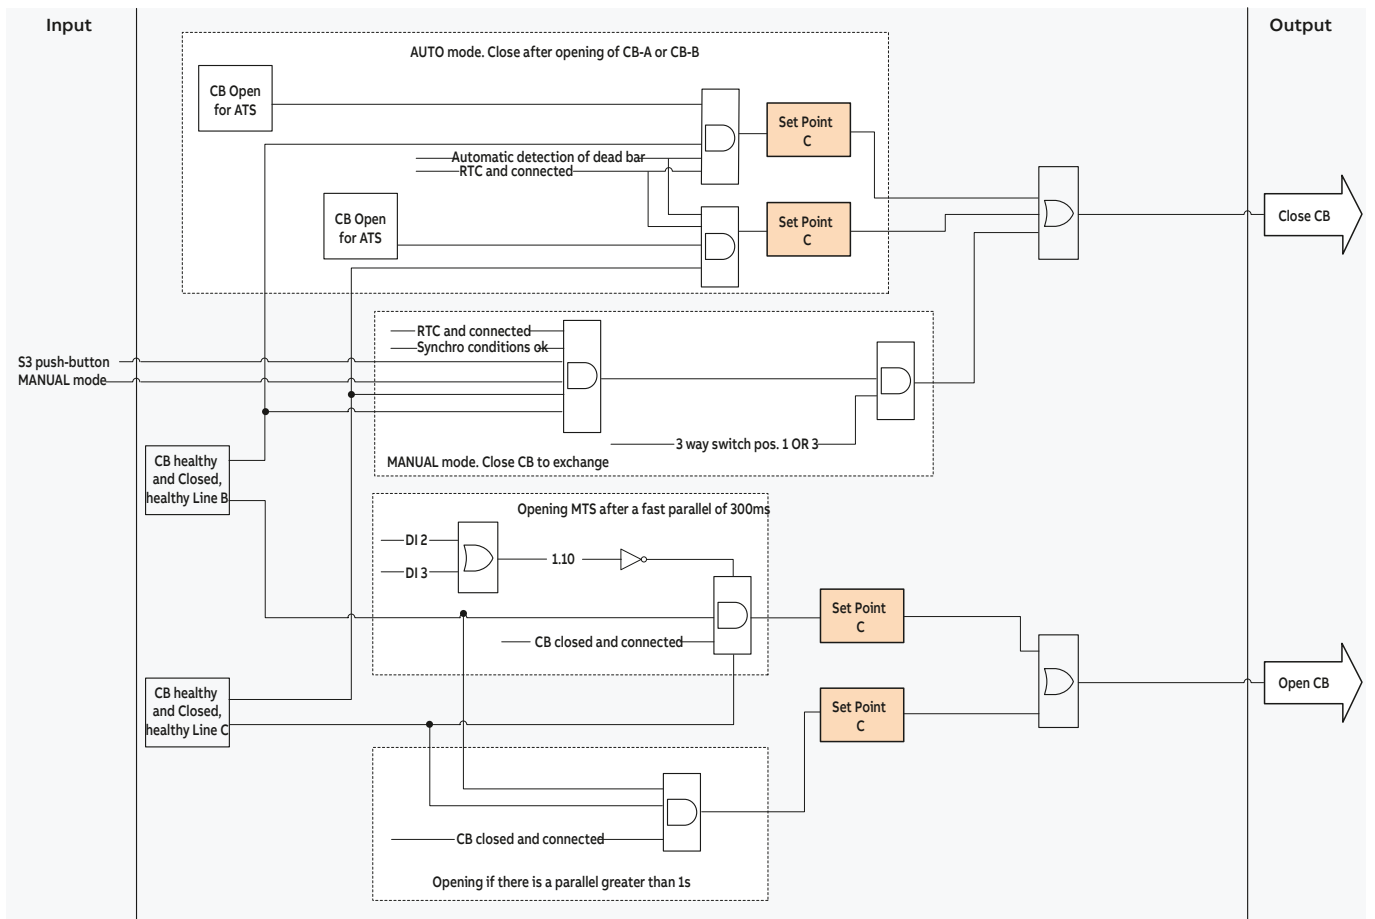 Input
Output
AUTO mode. Close after opening of CB-A or CB-B
CB Open
for ATS
Set Point
C
Automatic detection of dead bar
RTC and connected
CB Open
for ATS
Set Point
C
Close CB
RTC and connected
Synchro conditions ok
S3 push-button
MANUAL mode
3 way switch pos. 1 OR 3
MANUAL mode. Close CB to exchange
CB healthy
and Closed,
healthy Line B
Opening MTS after a fast parallel of 300ms
DI 2
1.10
DI 3
CB closed and connected
Set Point
C
CB healthy
and Closed,
healthy Line C
Set Point
C
Open CB
CB closed and connected
Opening if there is a parallel greater than 1s